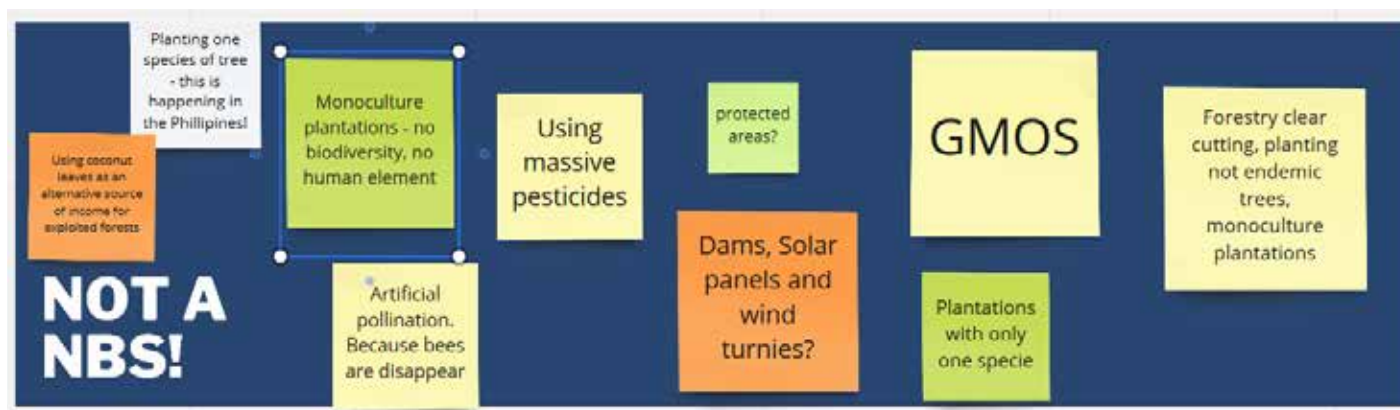 Planting one
species of tree
- this is
happening in
the Phillipines!
Using coconut
leaves as an
alternative source
of income for
exploited forests
NOT A
NBS!
Monoculture
plantations - no
biodiversity, no
human element
Artificial
pollination.
Because bees
are disappear
Using
massive
pesticides
protected
areas?
Dams, Solar
panels and
wind
turnies?
GMOS
Plantations
with only
one specie
Forestry clear
cutting, planting
not endemic
trees,
monoculture
plantations